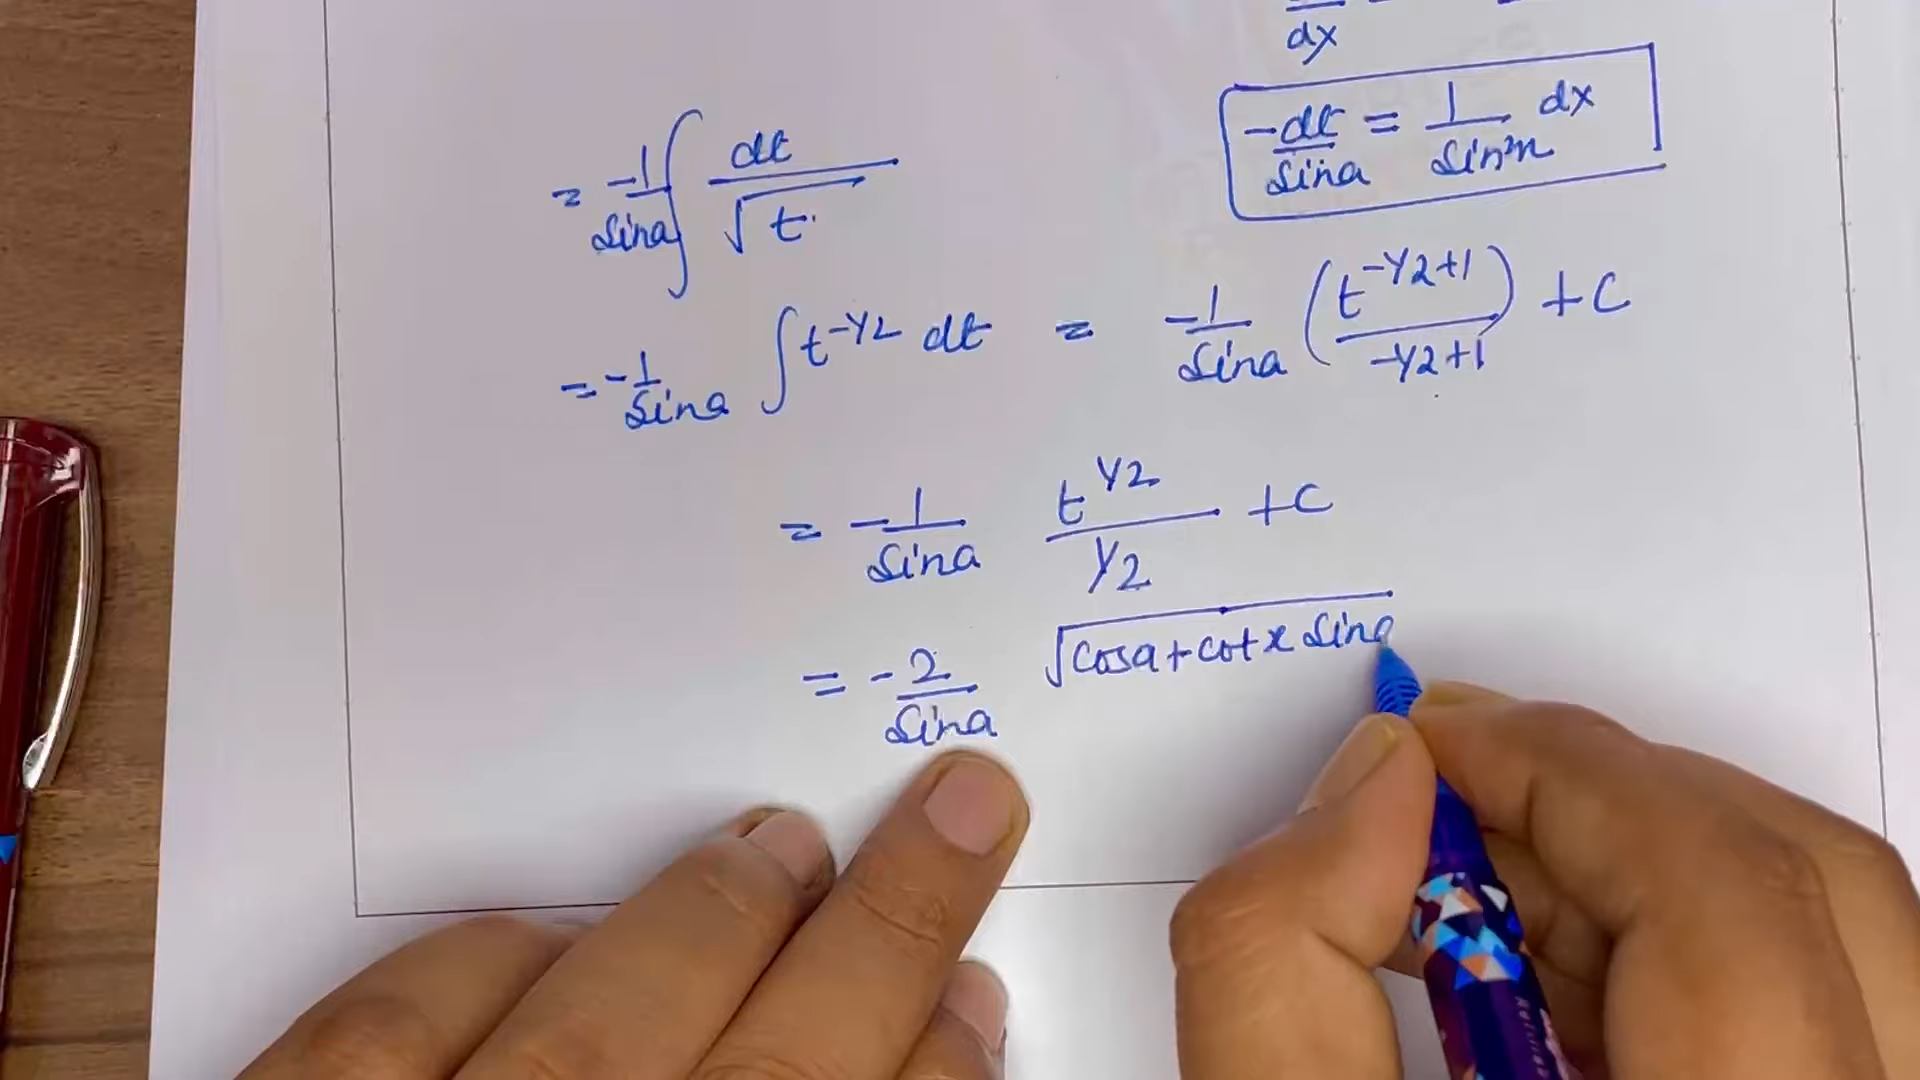 dx
-dt/sina = 1/sin²x dx
= -1/sina ∫ dt/√t
= -1/sina ∫ t^-1/2 dt = -1/sina (t^-1/2+1 / -1/2+1) + C
= -1/sina t^1/2 / 1/2 + C
= -2/sina √cosa+cotx sina